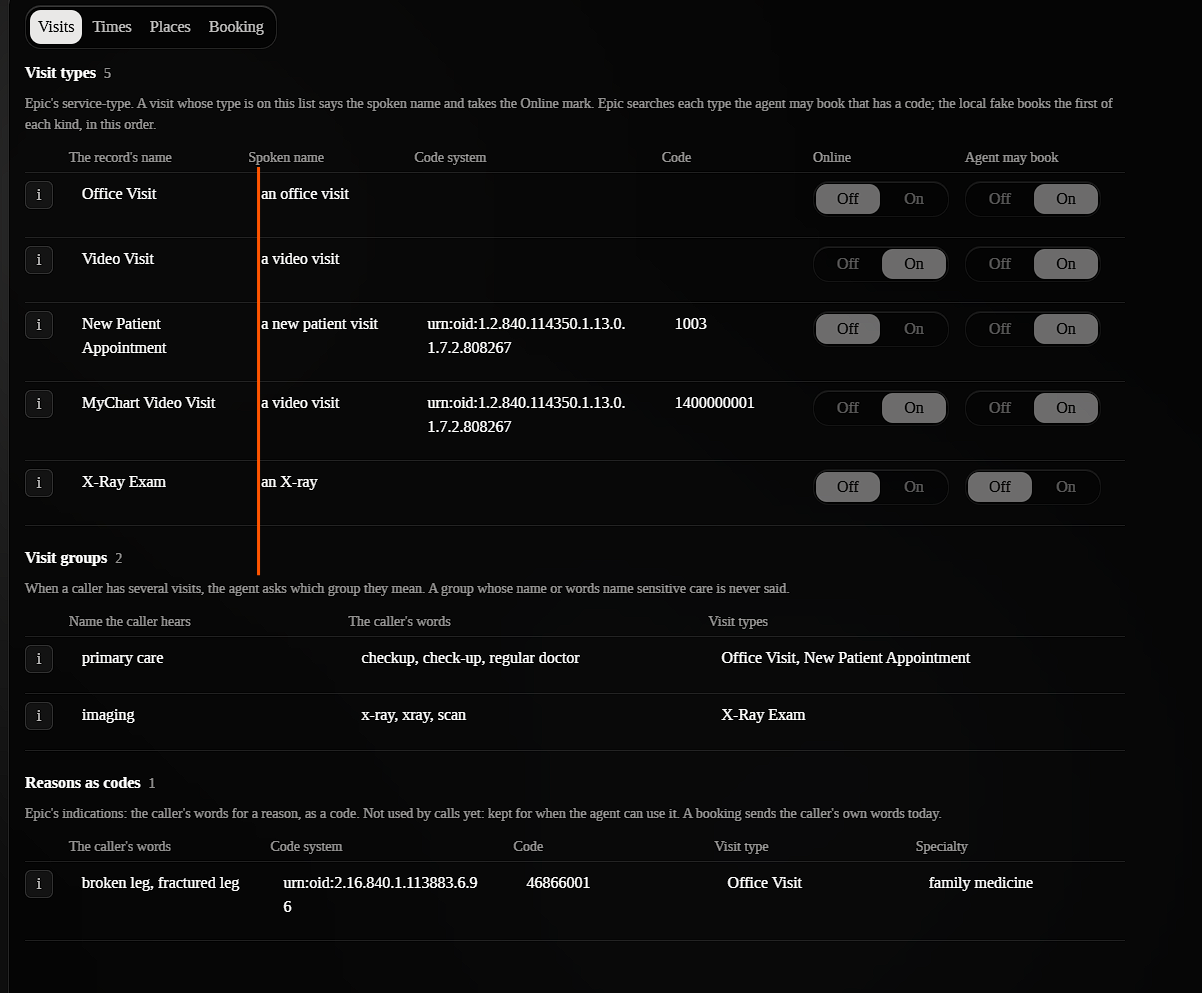 Visits Times Places Booking
Visit types 5
Epic's service-type. A visit whose type is on this list says the spoken name and takes the Online mark. Epic searches each type the agent may book that has a code; the local fake books the first of
each kind, in this order.
The record's name Spoken name Code system Code Online Agent may book
i Office Visit an office visit Off On Off On
i Video Visit a video visit Off On Off On
i New Patient a new patient visit urn:oid:1.2.840.114350.1.13.0. 1003 Off On Off On
Appointment 1.7.2.808267
i MyChart Video Visit a video visit urn:oid:1.2.840.114350.1.13.0. 1400000001 Off On Off On
1.7.2.808267
i X-Ray Exam an X-ray Off On Off On
Visit groups 2
When a caller has several visits, the agent asks which group they mean. A group whose name or words name sensitive care is never said.
Name the caller hears The caller's words Visit types
i primary care checkup, check-up, regular doctor Office Visit, New Patient Appointment
i imaging x-ray, xray, scan X-Ray Exam
Reasons as codes 1
Epic's indications: the caller's words for a reason, as a code. Not used by calls yet: kept for when the agent can use it. A booking sends the caller's own words today.
The caller's words Code system Code Visit type Specialty
i broken leg, fractured leg urn:oid:2.16.840.1.113883.6.9 46866001 Office Visit family medicine
6